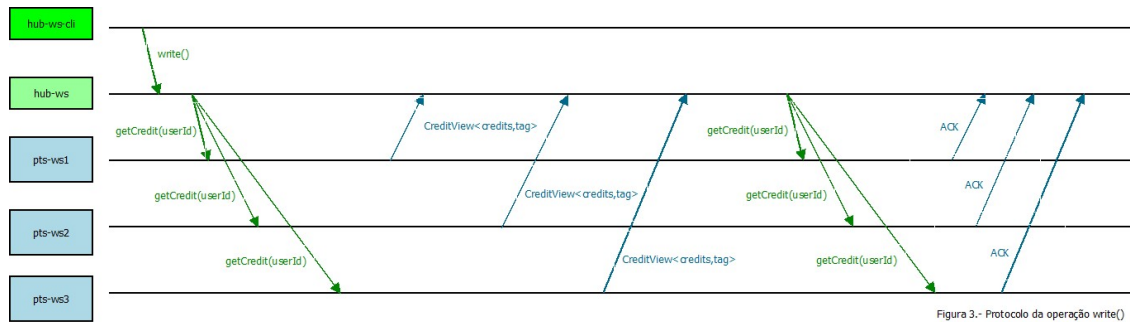 hub-ws-cli
write()
hub-ws
getCredit(userId)
CreditView<credits,tag>
getCredit(userId)
ACK
pts-ws1
getCredit(userId)
CreditView<credits,tag>
getCredit(userId)
ACK
pts-ws2
getCredit(userId)
CreditView<credits,tag>
getCredit(userId)
ACK
pts-ws3
Figura 3.- Protocolo da operação write()